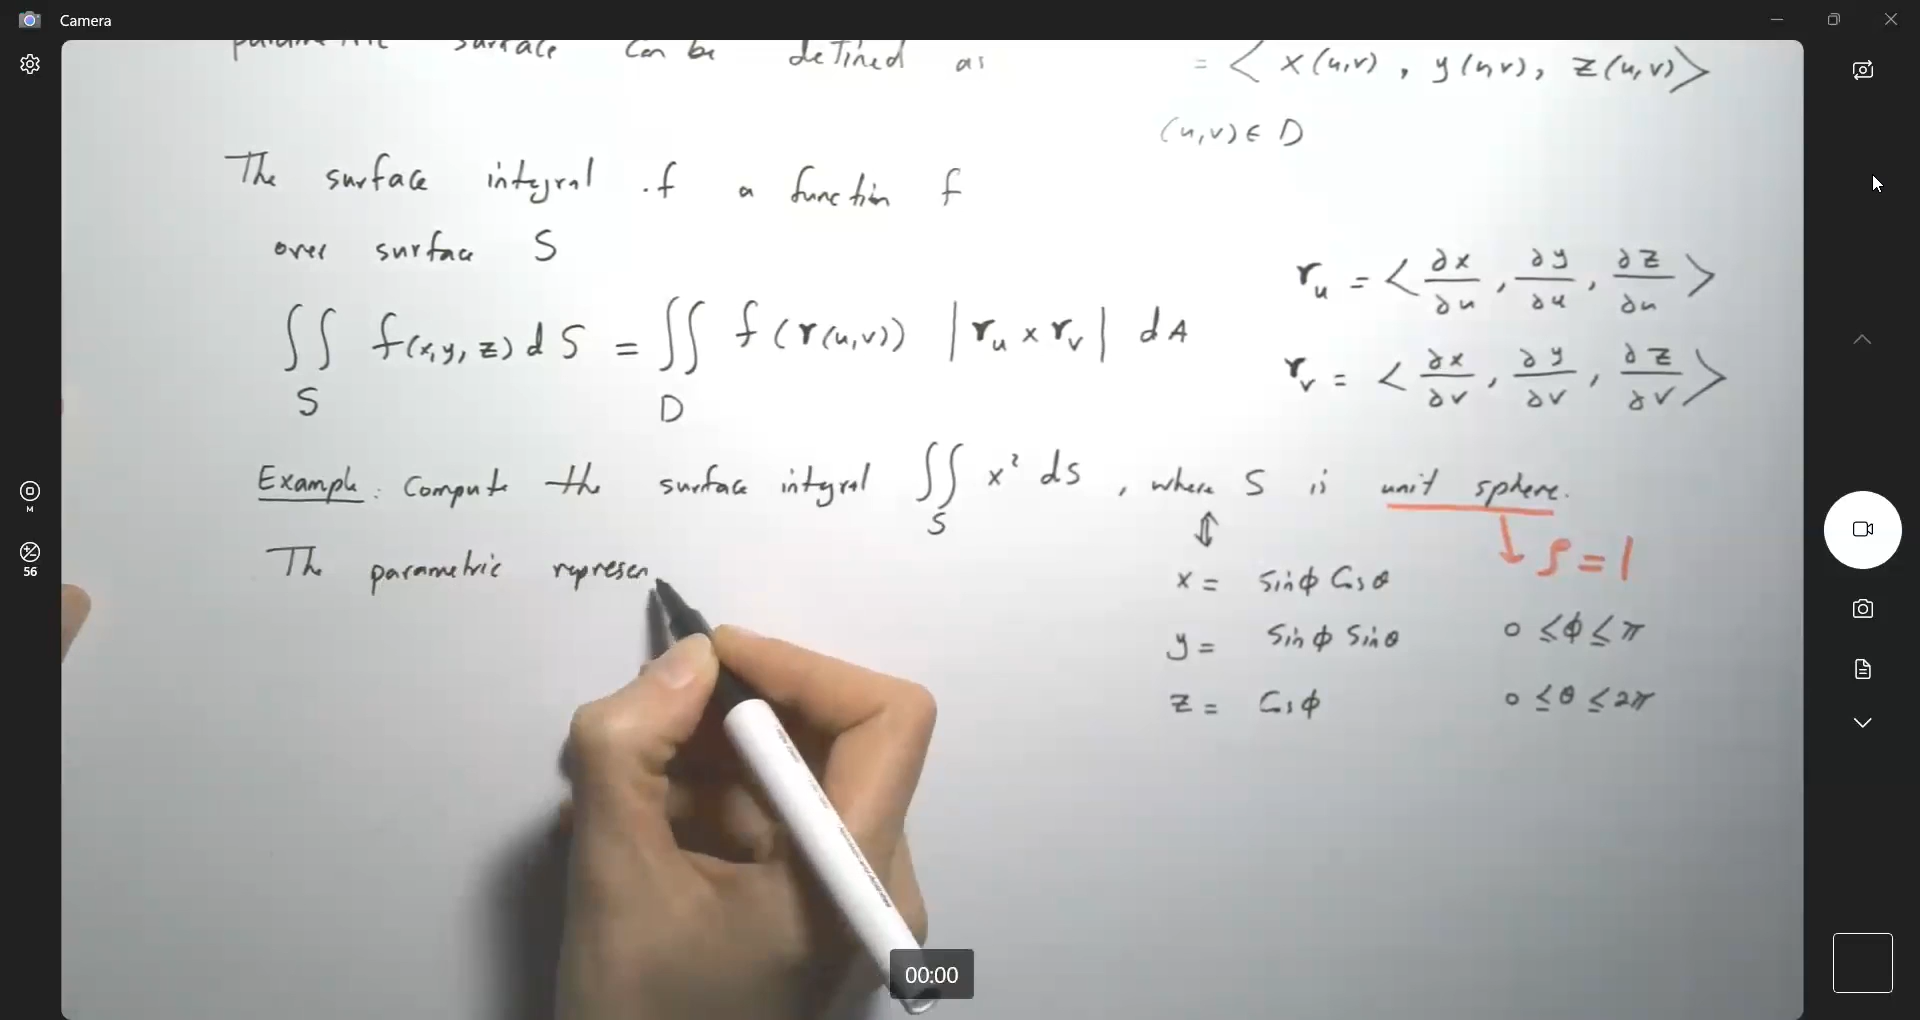 Camera
parametric surface can be defined as = < x(u,v), y(u,v), z(u,v) >
(u,v) ∈ D
The surface integral of a function f
over surface S
r_u = < ∂x/∂u, ∂y/∂u, ∂z/∂u >
∬_S f(x,y,z) dS = ∬_D f(r(u,v)) |r_u × r_v| dA
r_v = < ∂x/∂v, ∂y/∂v, ∂z/∂v >
Example: Compute the surface integral ∬_S x² ds, where S is unit sphere.
⇕ ↓ ρ = 1
The parametric represen
x = Sinφ Cosθ
y = Sinφ Sinθ 0 ≤ φ ≤ π
z = Cosφ 0 ≤ θ ≤ 2π
M
56
00:00